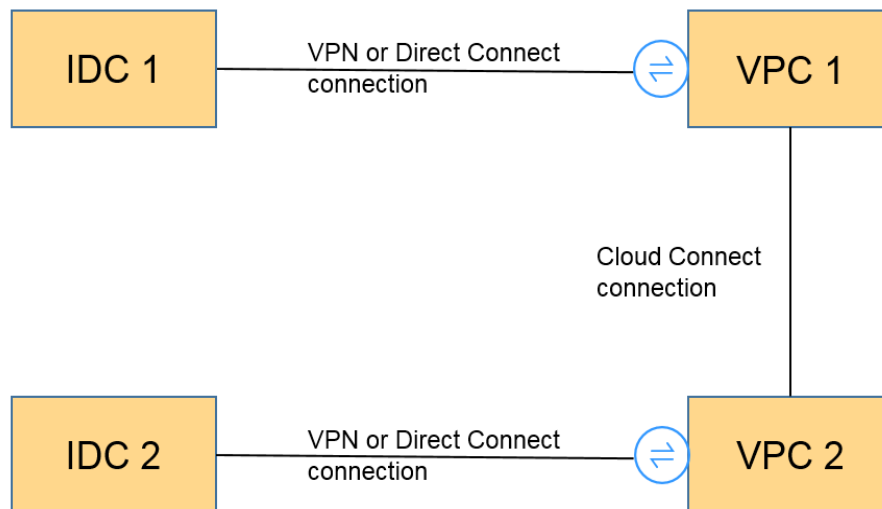 IDC 1
VPN or Direct Connect
connection
VPC 1
Cloud Connect
connection
IDC 2
VPN or Direct Connect
connection
VPC 2